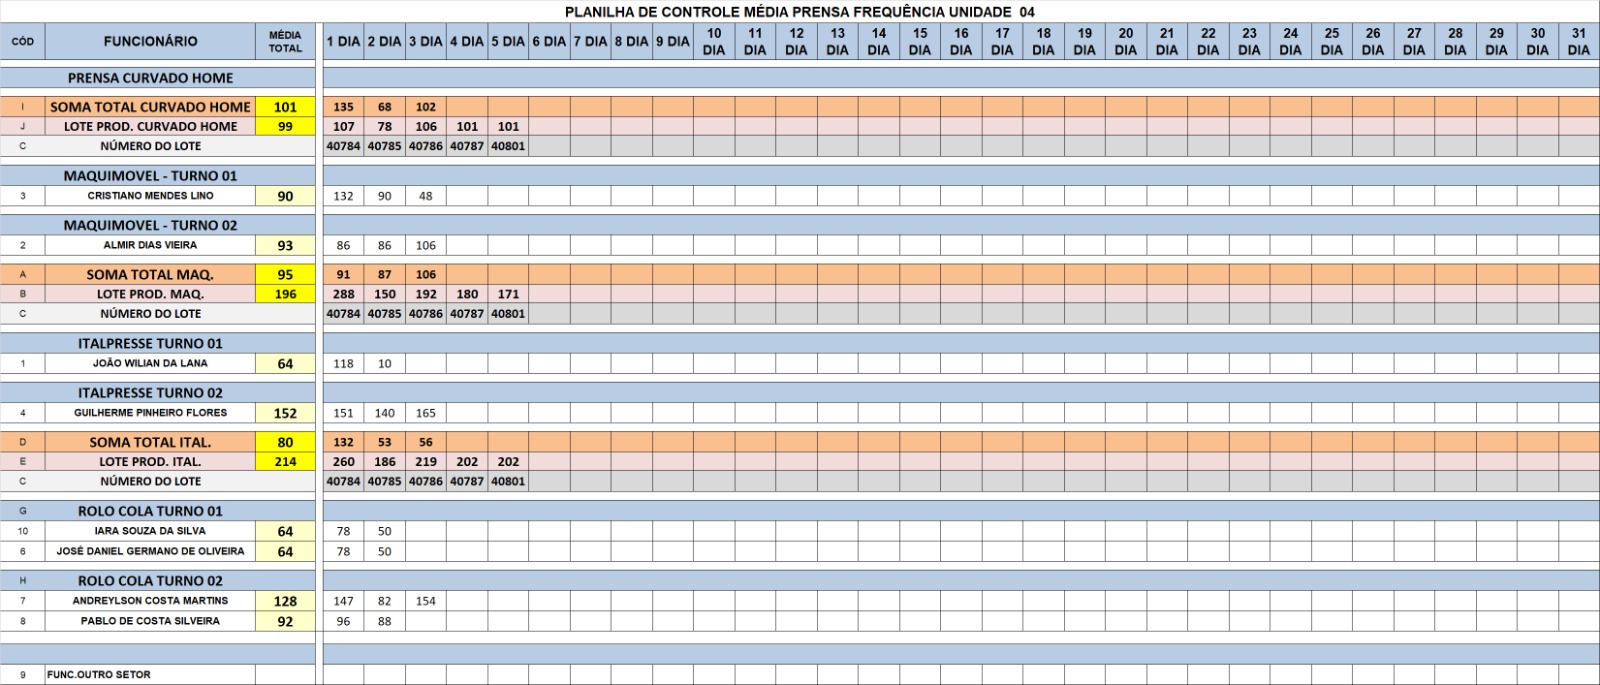 PLANILHA DE CONTROLE MÉDIA PRENSA FREQUÊNCIA UNIDADE 04
CÓD FUNCIONÁRIO MÉDIA TOTAL 1 DIA 2 DIA 3 DIA 4 DIA 5 DIA 6 DIA 7 DIA 8 DIA 9 DIA 10 DIA 11 DIA 12 DIA 13 DIA 14 DIA 15 DIA 16 DIA 17 DIA 18 DIA 19 DIA 20 DIA 21 DIA 22 DIA 23 DIA 24 DIA 25 DIA 26 DIA 27 DIA 28 DIA 29 DIA 30 DIA 31 DIA
PRENSA CURVADO HOME
I SOMA TOTAL CURVADO HOME 101 135 68 102
J LOTE PROD. CURVADO HOME 99 107 78 106 101 101
C NÚMERO DO LOTE 40784 40785 40786 40787 40801
MAQUIMOVEL - TURNO 01
3 CRISTIANO MENDES LINO 90 132 90 48
MAQUIMOVEL - TURNO 02
2 ALMIR DIAS VIEIRA 93 86 86 106
A SOMA TOTAL MAQ. 95 91 87 106
B LOTE PROD. MAQ. 196 288 150 192 180 171
C NÚMERO DO LOTE 40784 40785 40786 40787 40801
ITALPRESSE TURNO 01
1 JOÃO WILIAN DA LANA 64 118 10
ITALPRESSE TURNO 02
4 GUILHERME PINHEIRO FLORES 152 151 140 165
D SOMA TOTAL ITAL. 80 132 53 56
E LOTE PROD. ITAL. 214 260 186 219 202 202
C NÚMERO DO LOTE 40784 40785 40786 40787 40801
G ROLO COLA TURNO 01
10 IARA SOUZA DA SILVA 64 78 50
6 JOSÉ DANIEL GERMANO DE OLIVEIRA 64 78 50
H ROLO COLA TURNO 02
7 ANDREYLSON COSTA MARTINS 128 147 82 154
8 PABLO DE COSTA SILVEIRA 92 96 88
9 FUNC.OUTRO SETOR